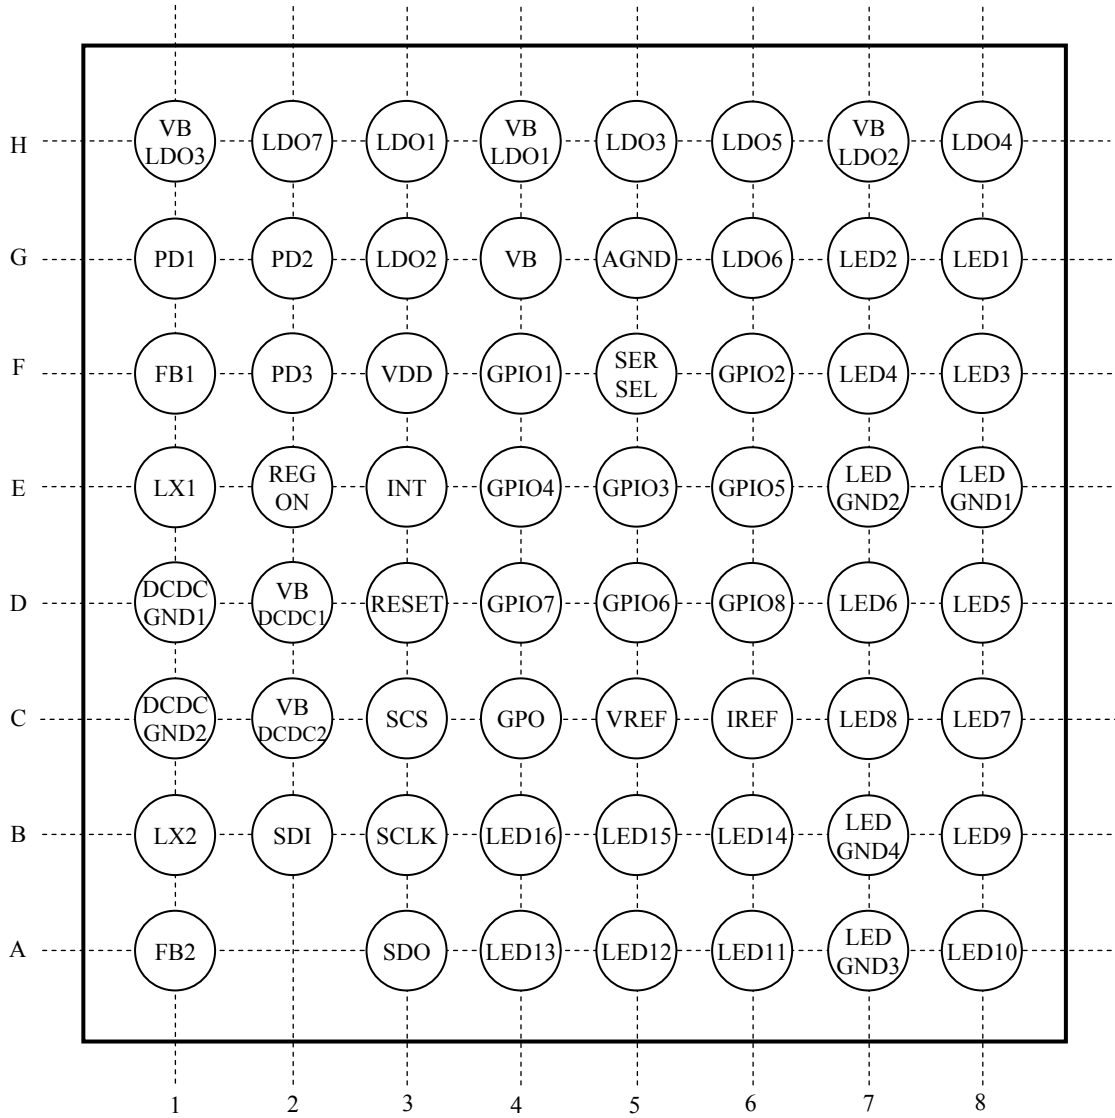 H
VB
LDO3
LDO7
LDO1
VB
LDO1
LDO3
LDO5
VB
LDO2
LDO4
G
PD1
PD2
LDO2
VB
AGND
LDO6
LED2
LED1
F
FB1
PD3
VDD
GPIO1
SER
SEL
GPIO2
LED4
LED3
E
LX1
REG
ON
INT
GPIO4
GPIO3
GPIO5
LED
GND2
LED
GND1
D
DCDC
GND1
VB
DCDC1
RESET
GPIO7
GPIO6
GPIO8
LED6
LED5
C
DCDC
GND2
VB
DCDC2
SCS
GPO
VREF
IREF
LED8
LED7
B
LX2
SDI
SCLK
LED16
LED15
LED14
LED
GND4
LED9
A
FB2
SDO
LED13
LED12
LED11
LED
GND3
LED10
1 2 3 4 5 6 7 8